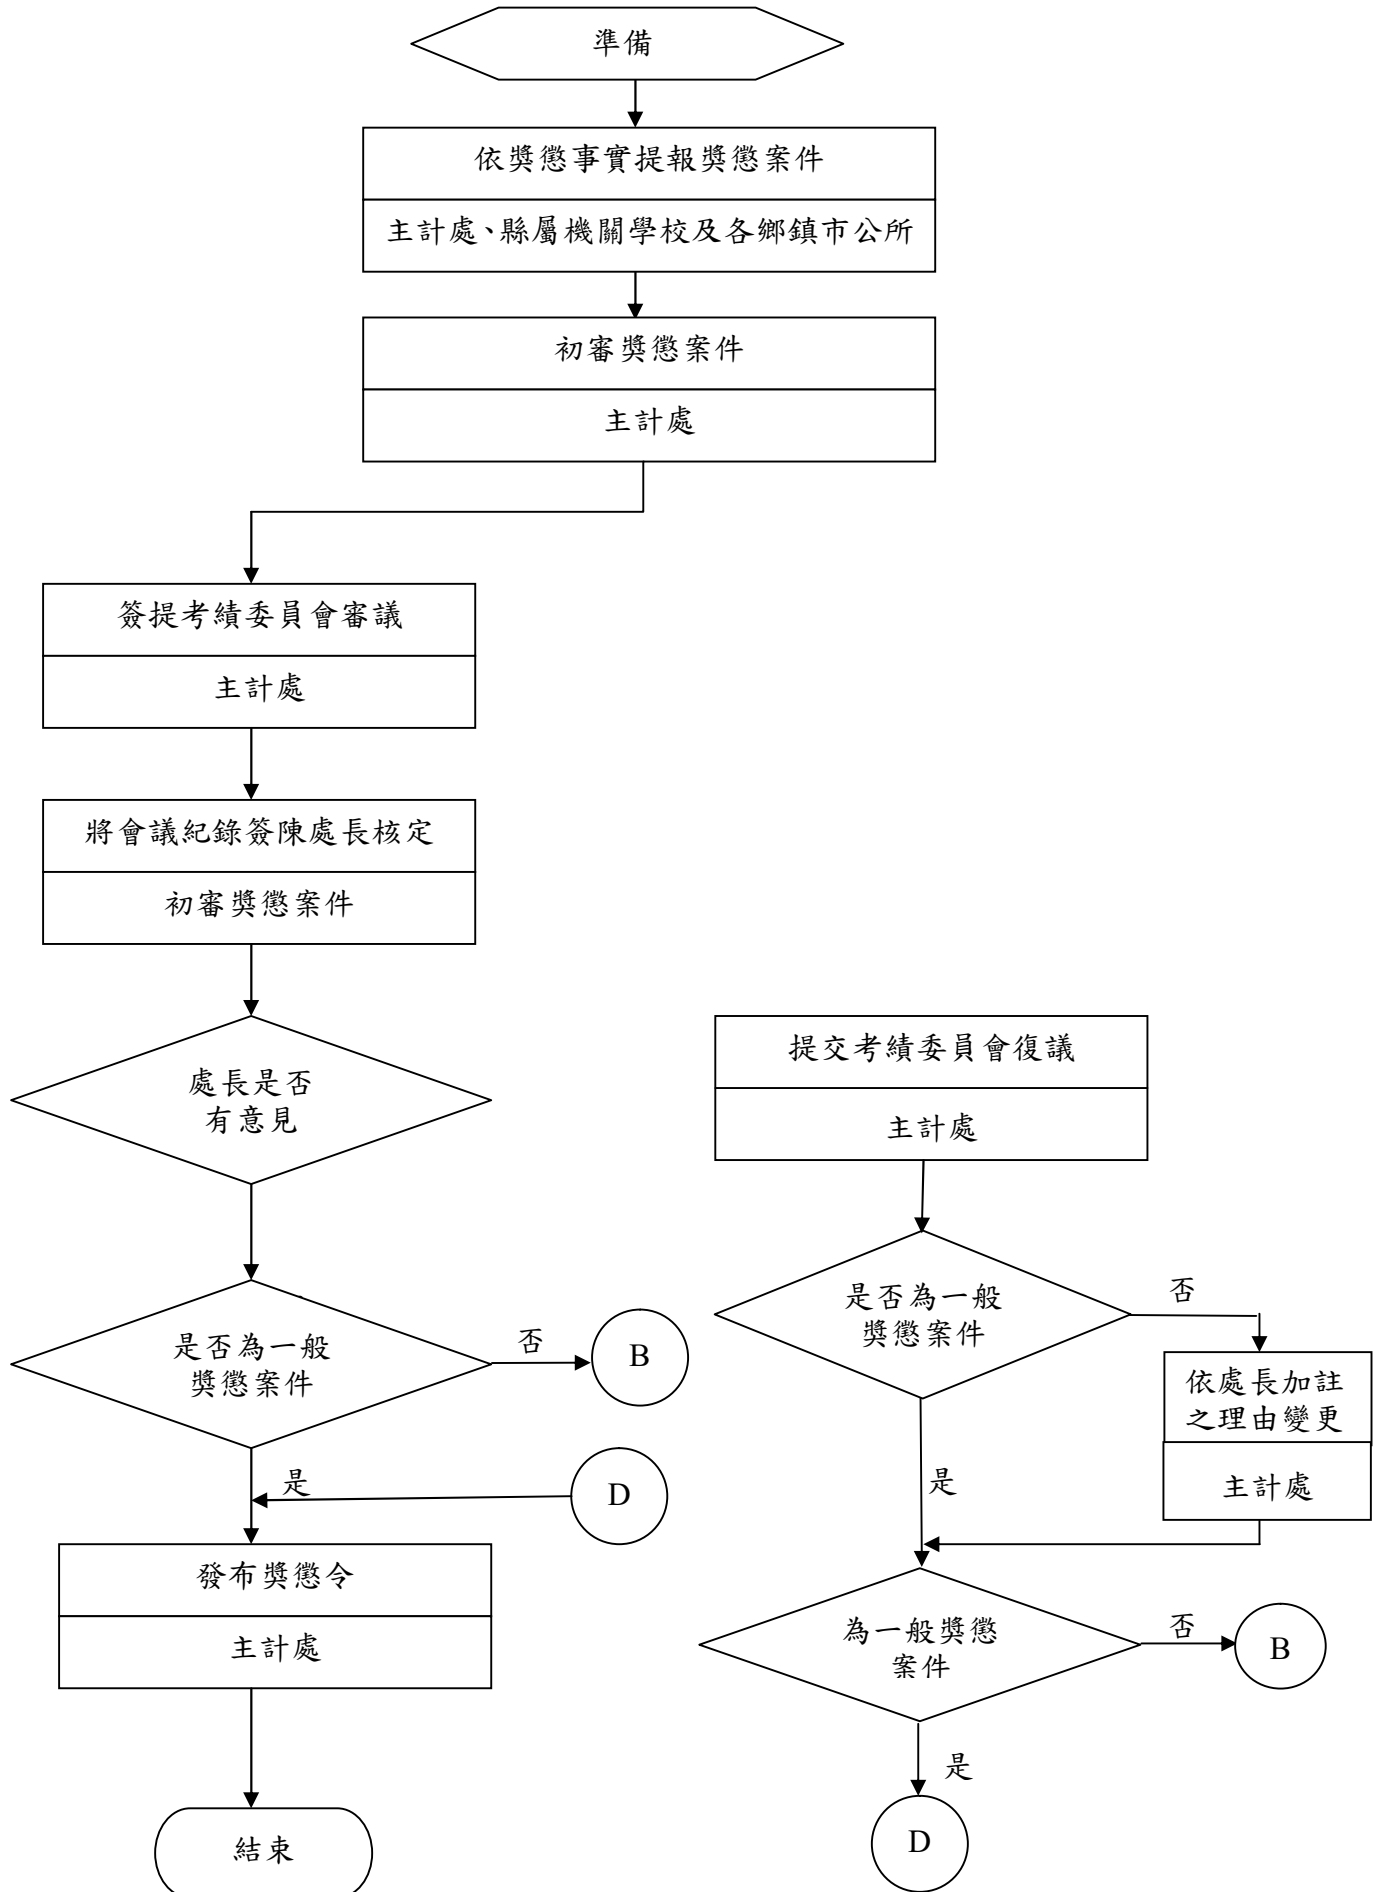 準備
依獎懲事實提報獎懲案件
主計處、縣屬機關學校及各鄉鎮市公所
初審獎懲案件
主計處
簽提考績委員會審議
主計處
將會議紀錄簽陳處長核定
初審獎懲案件
處長是否
有意見
是否為一般
獎懲案件
否
B
是
D
發布獎懲令
主計處
結束
提交考績委員會復議
主計處
是否為一般
獎懲案件
否
依處長加註
之理由變更
主計處
是
為一般獎懲
案件
否
B
是
D